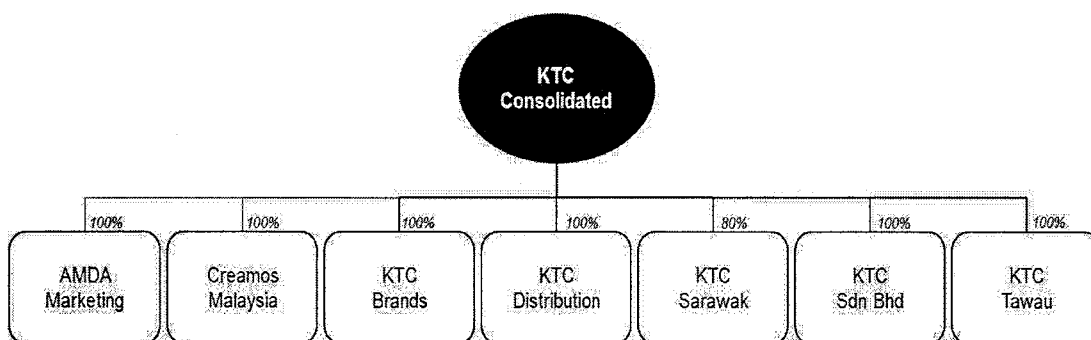 KTC
Consolidated
100%
100%
100%
100%
80%
100%
100%
AMDA
Marketing
Creamos
Malaysia
KTC
Brands
KTC
Distribution
KTC
Sarawak
KTC
Sdn Bhd
KTC
Tawau